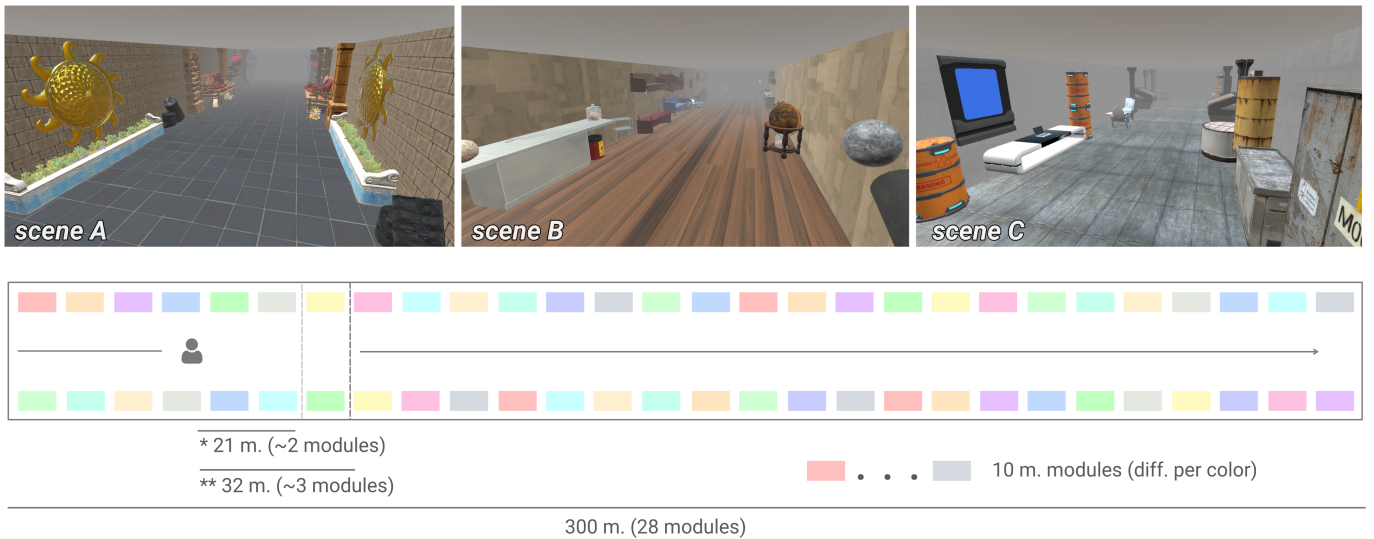 scene A
scene B
scene C
WARNING
MO
* 21 m. (~2 modules)
** 32 m. (~3 modules)
10 m. modules (diff. per color)
300 m. (28 modules)